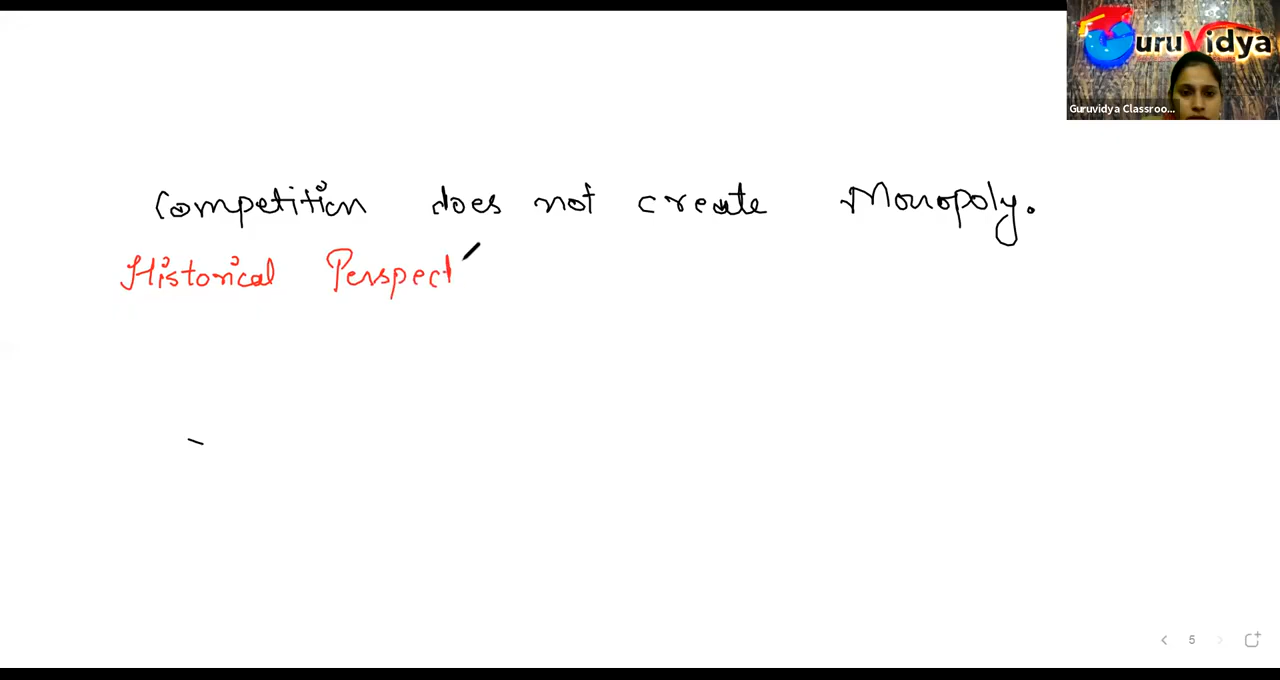 GuruVidya
Guruvidya Classroo...
Competition does not create Monopoly.
Historical Perspect
5